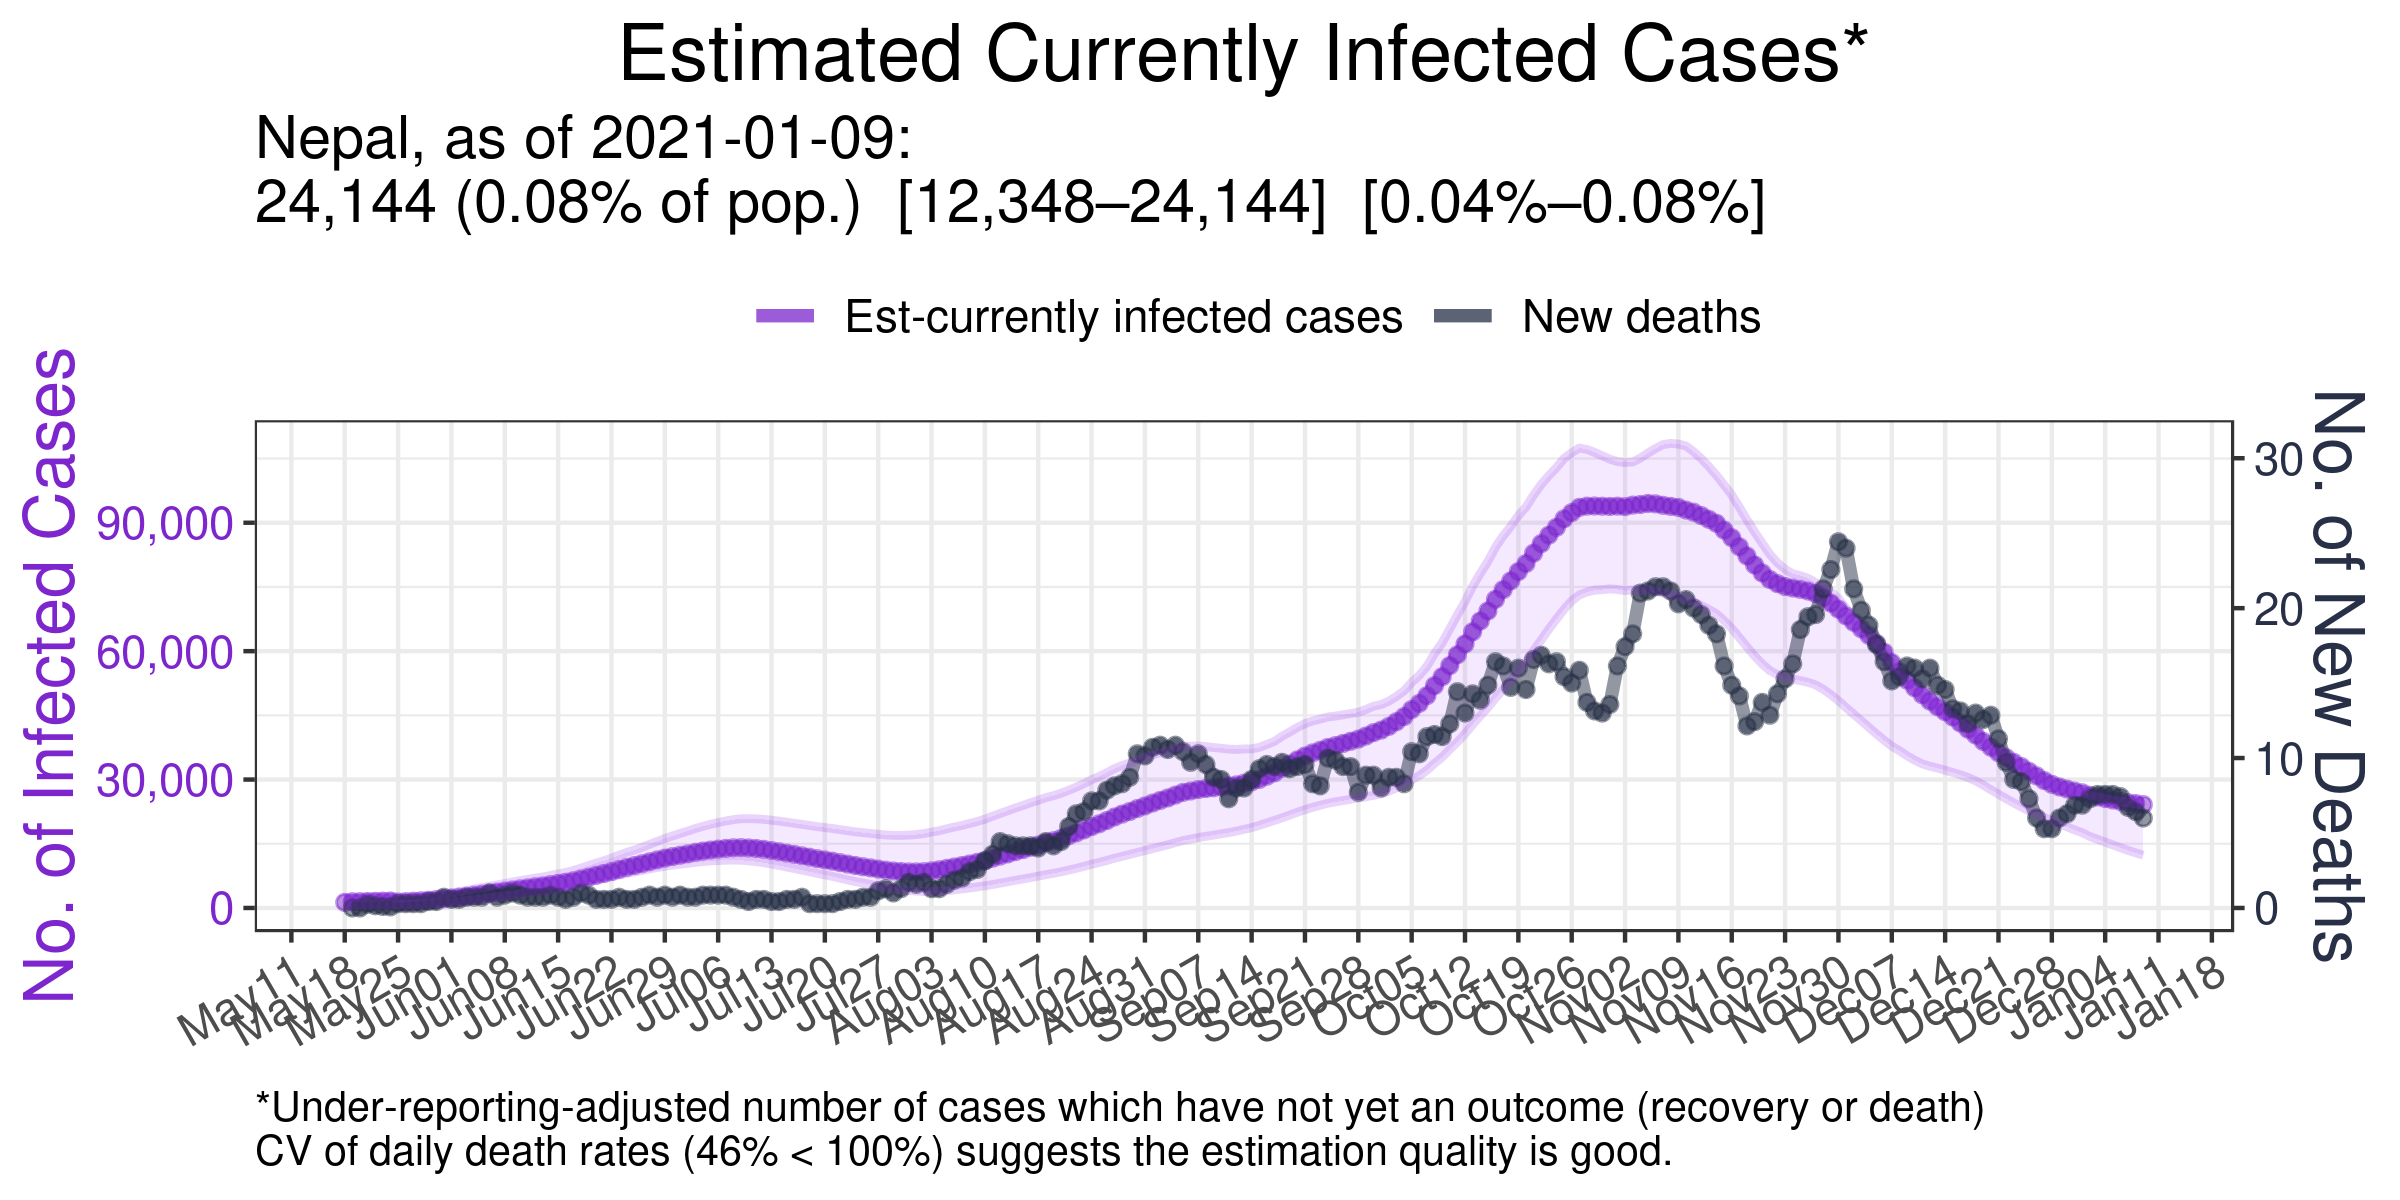 Estimated Currently Infected Cases*
Nepal, as of 2021-01-09:
24,144 (0.08% of pop.)  [12,348–24,144]  [0.04%–0.08%]
Est-currently infected cases
New deaths
No. of Infected Cases
90,000
60,000
30,000
0
30
20
10
0
No. of New Deaths
May11
May18
May25
Jun01
Jun08
Jun15
Jun22
Jun29
Jul06
Jul13
Jul20
Jul27
Aug03
Aug10
Aug17
Aug24
Aug31
Sep07
Sep14
Sep21
Sep28
Oct05
Oct12
Oct19
Oct26
Nov02
Nov09
Nov16
Nov23
Nov30
Dec07
Dec14
Dec21
Dec28
Jan04
Jan11
Jan18
*Under-reporting-adjusted number of cases which have not yet an outcome (recovery or death)
CV of daily death rates (46% < 100%) suggests the estimation quality is good.